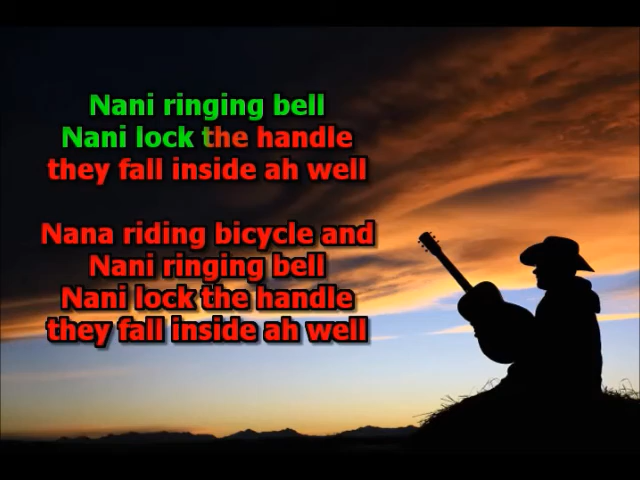 Nani ringing bell
Nani lock the handle
they fall inside ah well
Nana riding bicycle and
Nani ringing bell
Nani lock the handle
they fall inside ah well